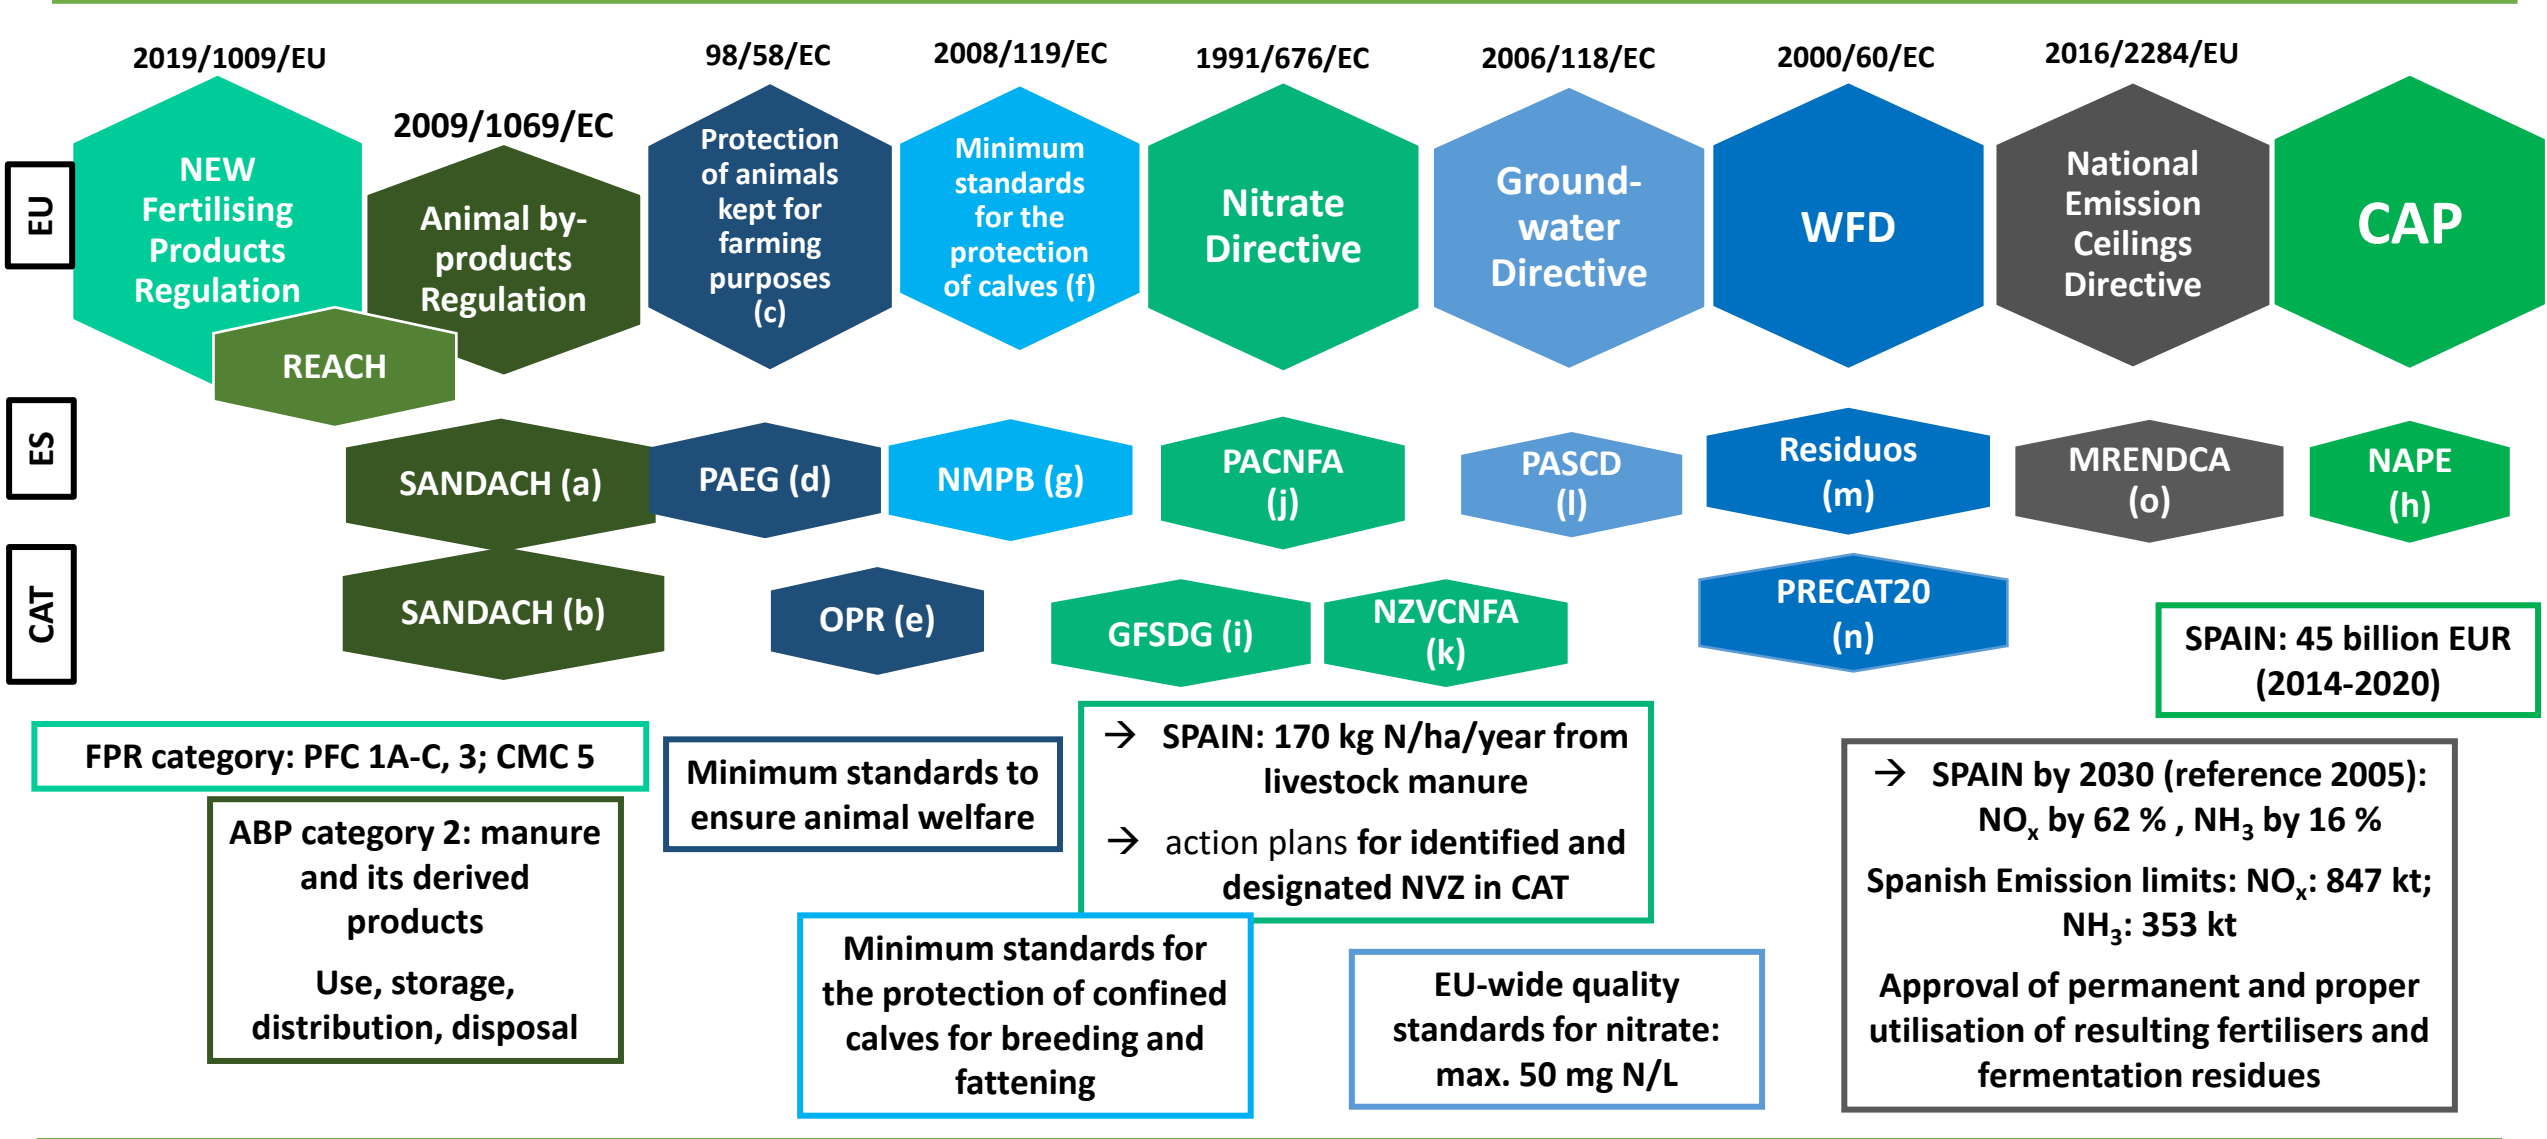 2019/1009/EU
2009/1069/EC
98/58/EC
2008/119/EC
1991/676/EC
2006/118/EC
2000/60/EC
2016/2284/EU
EU
NEW
Fertilising
Products
Regulation
REACH
Animal by-
products
Regulation
Protection
of animals
kept for
farming
purposes
(c)
Minimum
standards
for the
protection
of calves (f)
Nitrate
Directive
Ground-
water
Directive
WFD
National
Emission
Ceilings
Directive
CAP
ES
SANDACH (a)
PAEG (d)
NMPB (g)
PACNFA
(j)
PASCD
(l)
Residuos
(m)
MRENDCA
(o)
NAPE
(h)
CAT
SANDACH (b)
OPR (e)
GFSDG (i)
NZVCNFA
(k)
PRECAT20
(n)
SPAIN: 45 billion EUR
(2014-2020)
FPR category: PFC 1A-C, 3; CMC 5
ABP category 2: manure
and its derived
products
Use, storage,
distribution, disposal
Minimum standards to
ensure animal welfare
→ SPAIN: 170 kg N/ha/year from
livestock manure
→ action plans for identified and
designated NVZ in CAT
Minimum standards for
the protection of confined
calves for breeding and
fattening
EU-wide quality
standards for nitrate:
max. 50 mg N/L
→ SPAIN by 2030 (reference 2005):
NOx by 62 % , NH3 by 16 %
Spanish Emission limits: NOx: 847 kt;
NH3: 353 kt
Approval of permanent and proper
utilisation of resulting fertilisers and
fermentation residues